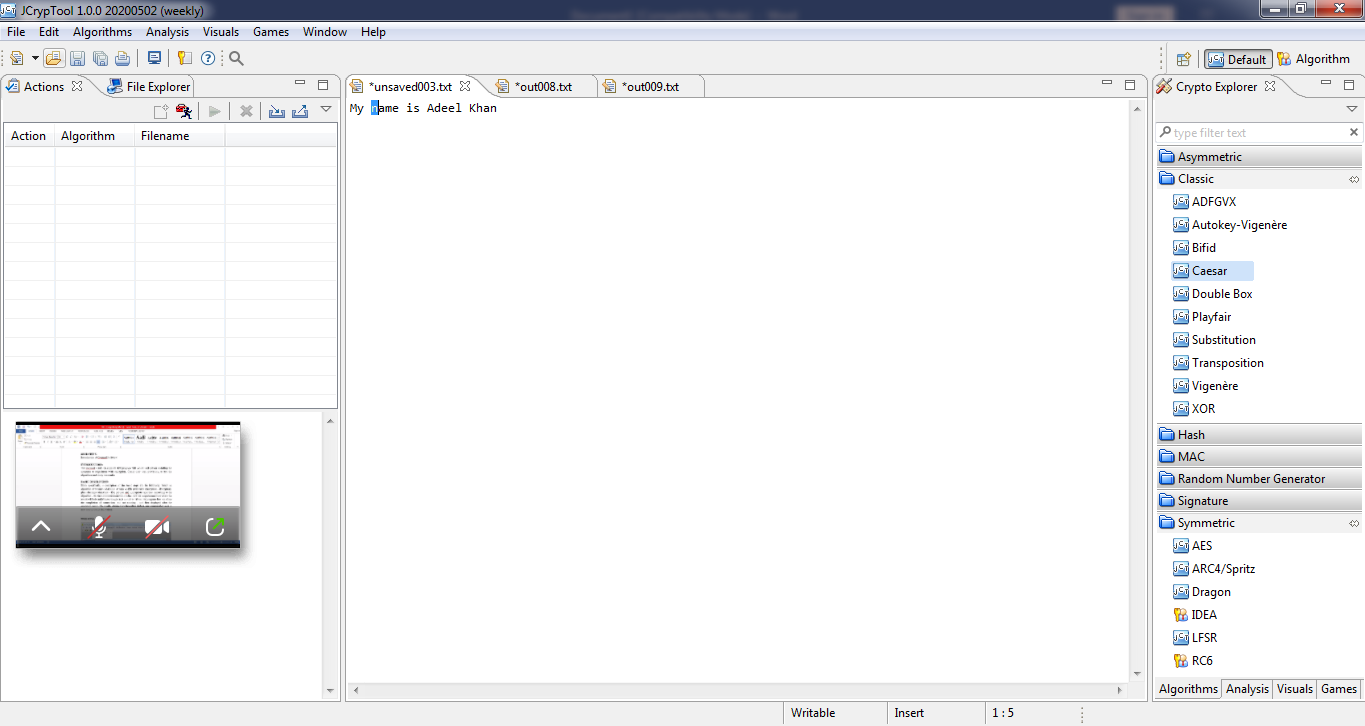 JCrypTool 1.0.0 20200502 (weekly)
File Edit Algorithms Analysis Visuals Games Window Help
Default Algorithm
Actions File Explorer
Action Algorithm Filename
*unsaved003.txt *out008.txt *out009.txt
My name is Adeel Khan
Crypto Explorer
type filter text
Asymmetric
Classic
ADFGVX
Autokey-Vigenère
Bifid
Caesar
Double Box
Playfair
Substitution
Transposition
Vigenère
XOR
Hash
MAC
Random Number Generator
Signature
Symmetric
AES
ARC4/Spritz
Dragon
IDEA
LFSR
RC6
Algorithms Analysis Visuals Games
Writable Insert 1 : 5